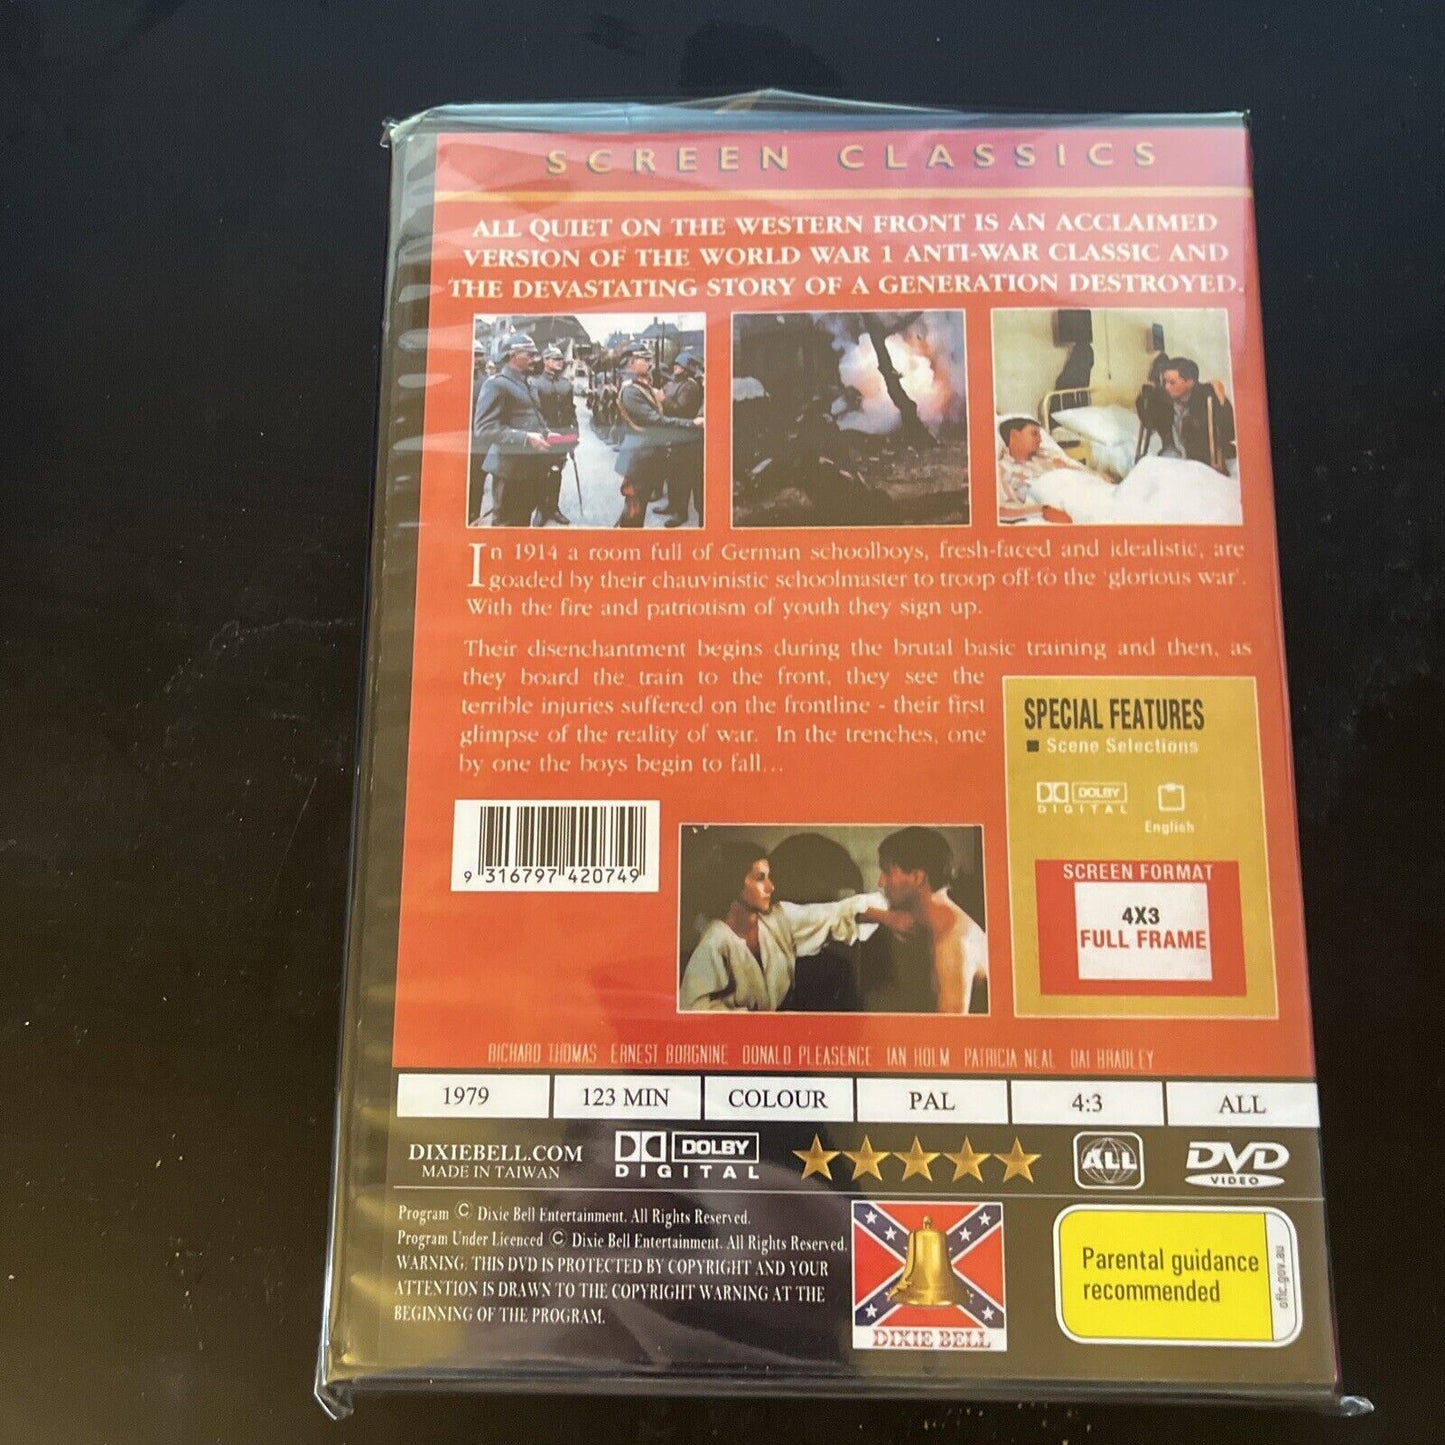 SCREEN CLASSICS
ALL QUIET ON THE WESTERN FRONT IS AN ACCLAIMED
VERSION OF THE WORLD WAR 1 ANTI-WAR CLASSIC AND
THE DEVASTATING STORY OF A GENERATION DESTROYED.
In 1914 a room full of German schoolboys, fresh-faced and idealistic, are
goaded by their chauvinistic schoolmaster to troop off to the 'glorious war'.
With the fire and patriotism of youth they sign up.
Their disenchantment begins during the brutal basic training and then, as
they board the train to the front, they see the
terrible injuries suffered on the frontline - their first
glimpse of the reality of war. In the trenches, one
by one the boys begin to fall...
SPECIAL FEATURES
Scene Selections
DOLBY
DIGITAL
English
SCREEN FORMAT
4X3
FULL FRAME
9 316797 420749
RICHARD THOMAS ERNEST BORGNINE DONALD PLEASENCE IAN HOLM PATRICIA NEAL DAI BRADLEY
1979 123 MIN COLOUR PAL 4:3 ALL
DIXIEBELL.COM
MADE IN TAIWAN
DOLBY
DIGITAL
ALL
DVD
VIDEO
Program © Dixie Bell Entertainment. All Rights Reserved.
Program Under Licenced © Dixie Bell Entertainment. All Rights Reserved.
WARNING: THIS DVD IS PROTECTED BY COPYRIGHT AND YOUR
ATTENTION IS DRAWN TO THE COPYRIGHT WARNING AT THE
BEGINNING OF THE PROGRAM.
DIXIE BELL
Parental guidance
recommended
oflc.gov.au